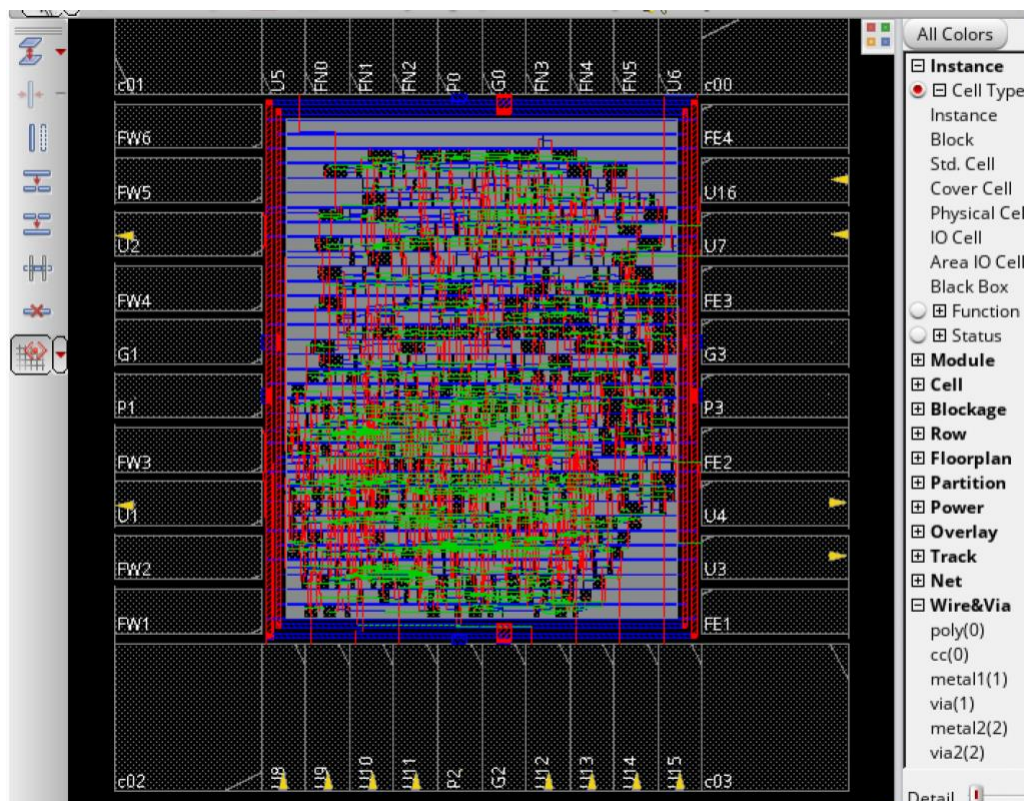 All Colors
Instance
Cell Type
Instance
Block
Std. Cell
Cover Cell
Physical Cel
IO Cell
Area IO Cell
Black Box
Function
Status
Module
Cell
Blockage
Row
Floorplan
Partition
Power
Overlay
Track
Net
Wire&Via
poly(0)
cc(0)
metal1(1)
via(1)
metal2(2)
via2(2)
Detail
c01
U5
FN0
FN1
FN2
P0
G0
FN3
FN4
FN5
U6
c00
FW6
FW5
U2
FW4
G1
P1
FW3
U1
FW2
FW1
FE4
U16
U7
FE3
G3
P3
FE2
U4
U3
FE1
c02
U8
U9
U10
U11
P2
G2
U12
U13
U14
U15
c03